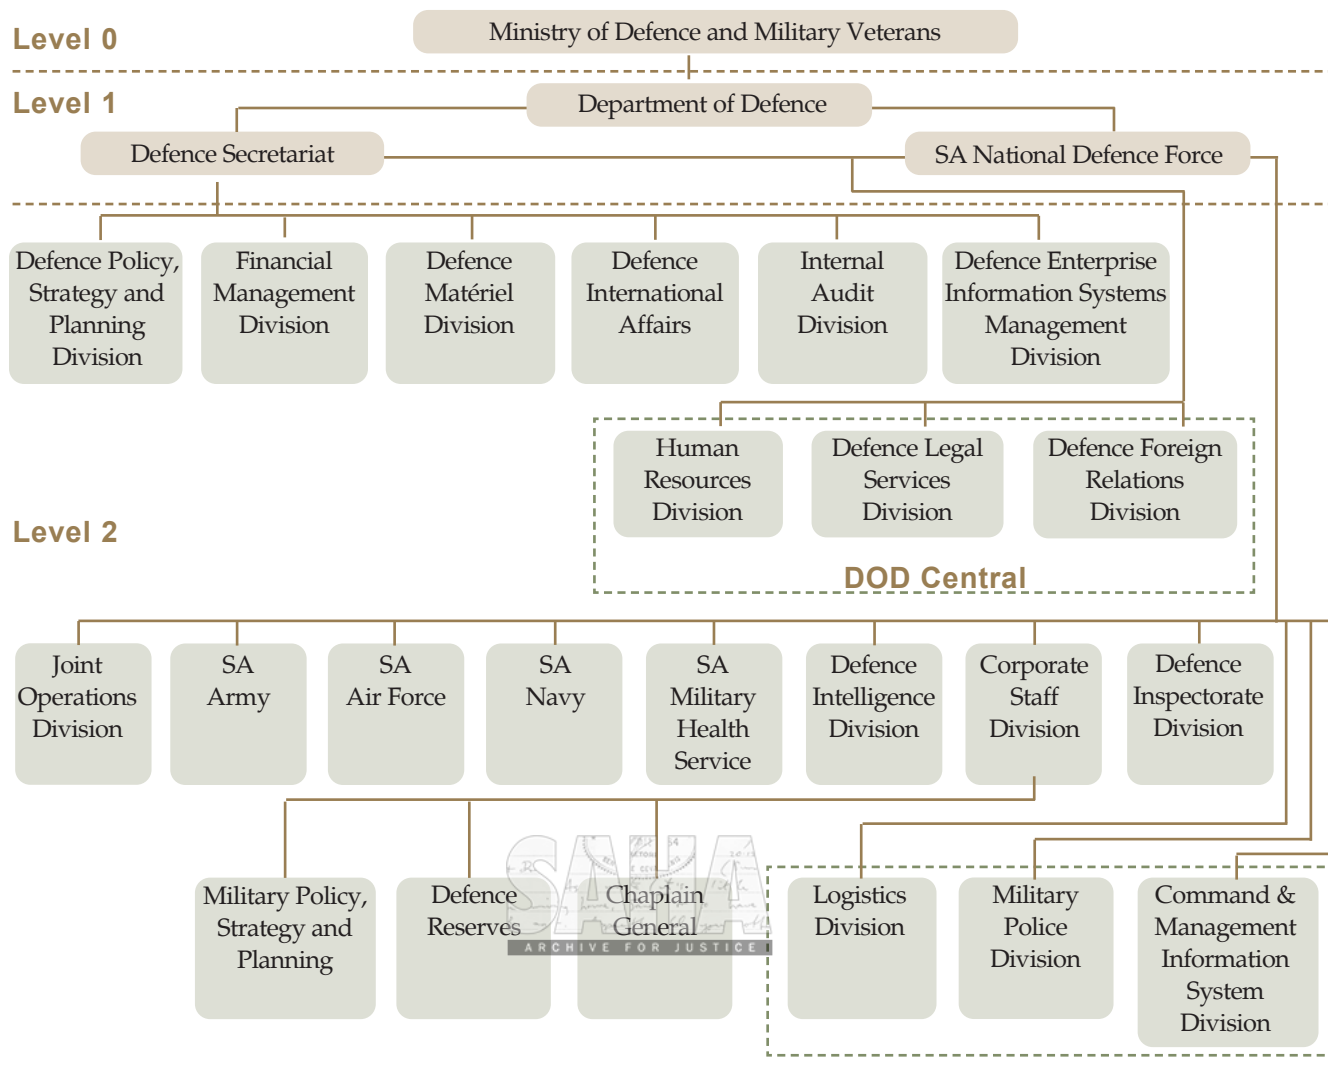 Level 0
Ministry of Defence and Military Veterans
Level 1
Department of Defence
Defence Secretariat
SA National Defence Force
Defence Policy,
Strategy and
Planning
Division
Financial
Management
Division
Defence
Matériel
Division
Defence
International
Affairs
Internal
Audit
Division
Defence Enterprise
Information Systems
Management
Division
Human
Resources
Division
Defence Legal
Services
Division
Defence Foreign
Relations
Division
Level 2
DOD Central
Joint
Operations
Division
SA
Army
SA
Air Force
SA
Navy
SA
Military
Health
Service
Defence
Intelligence
Division
Corporate
Staff
Division
Defence
Inspectorate
Division
Military Policy,
Strategy and
Planning
Defence
Reserves
Chaplain
General
SAHA
ARCHIVE FOR JUSTICE
Logistics
Division
Military
Police
Division
Command &
Management
Information
System
Division